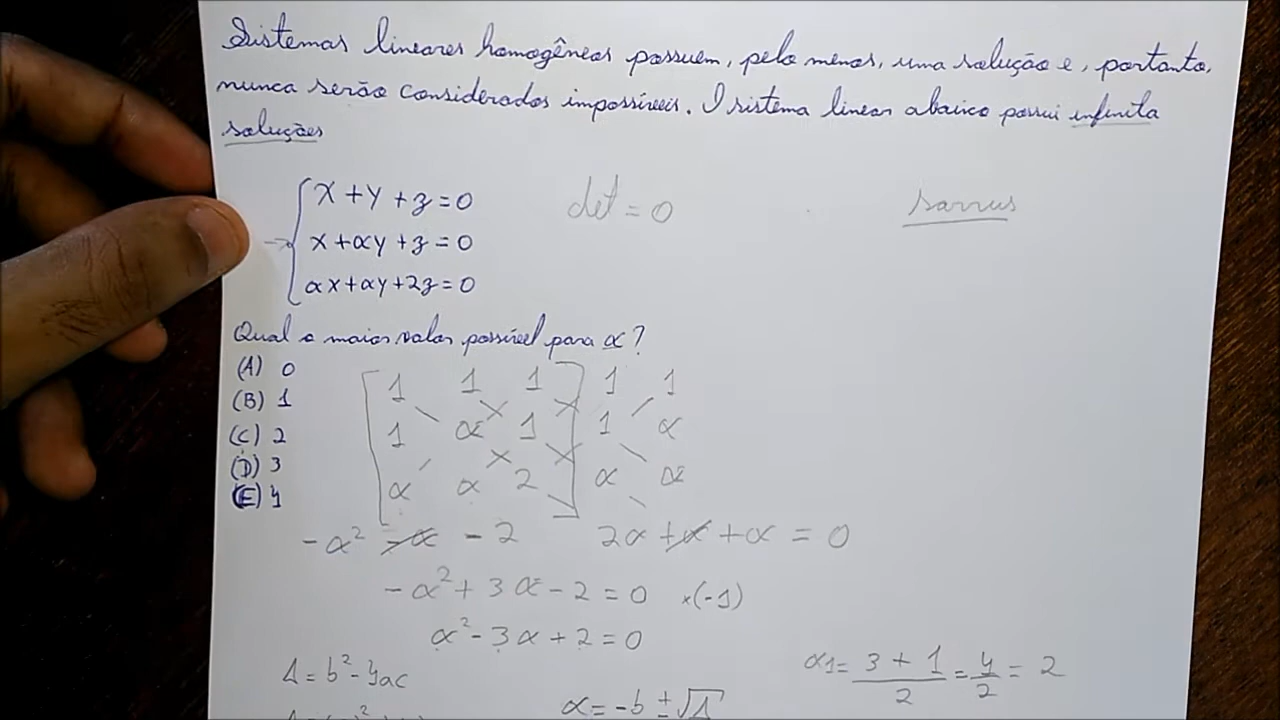 Sistemas lineares homogêneos possuem, pelo menos, uma solução e, portanto,
nunca serão considerados impossíveis. O sistema linear abaixo possui infinita
soluções
x + y + z = 0
det = 0
sarrus
x + αy + z = 0
αx + αy + 2z = 0
Qual o maior valor possível para α?
(A) 0
(B) 1
(C) 2
(D) 3
(E) 4
1 1 1 1 1
1 α 1 1 α
α α 2 α α
-α² -α - 2 2α + α + α = 0
-α² + 3α - 2 = 0 ×(-1)
α² - 3α + 2 = 0
Δ = b² - 4ac
α = -b ± √Δ
α1 = 3 + 1 / 2 = 4 / 2 = 2